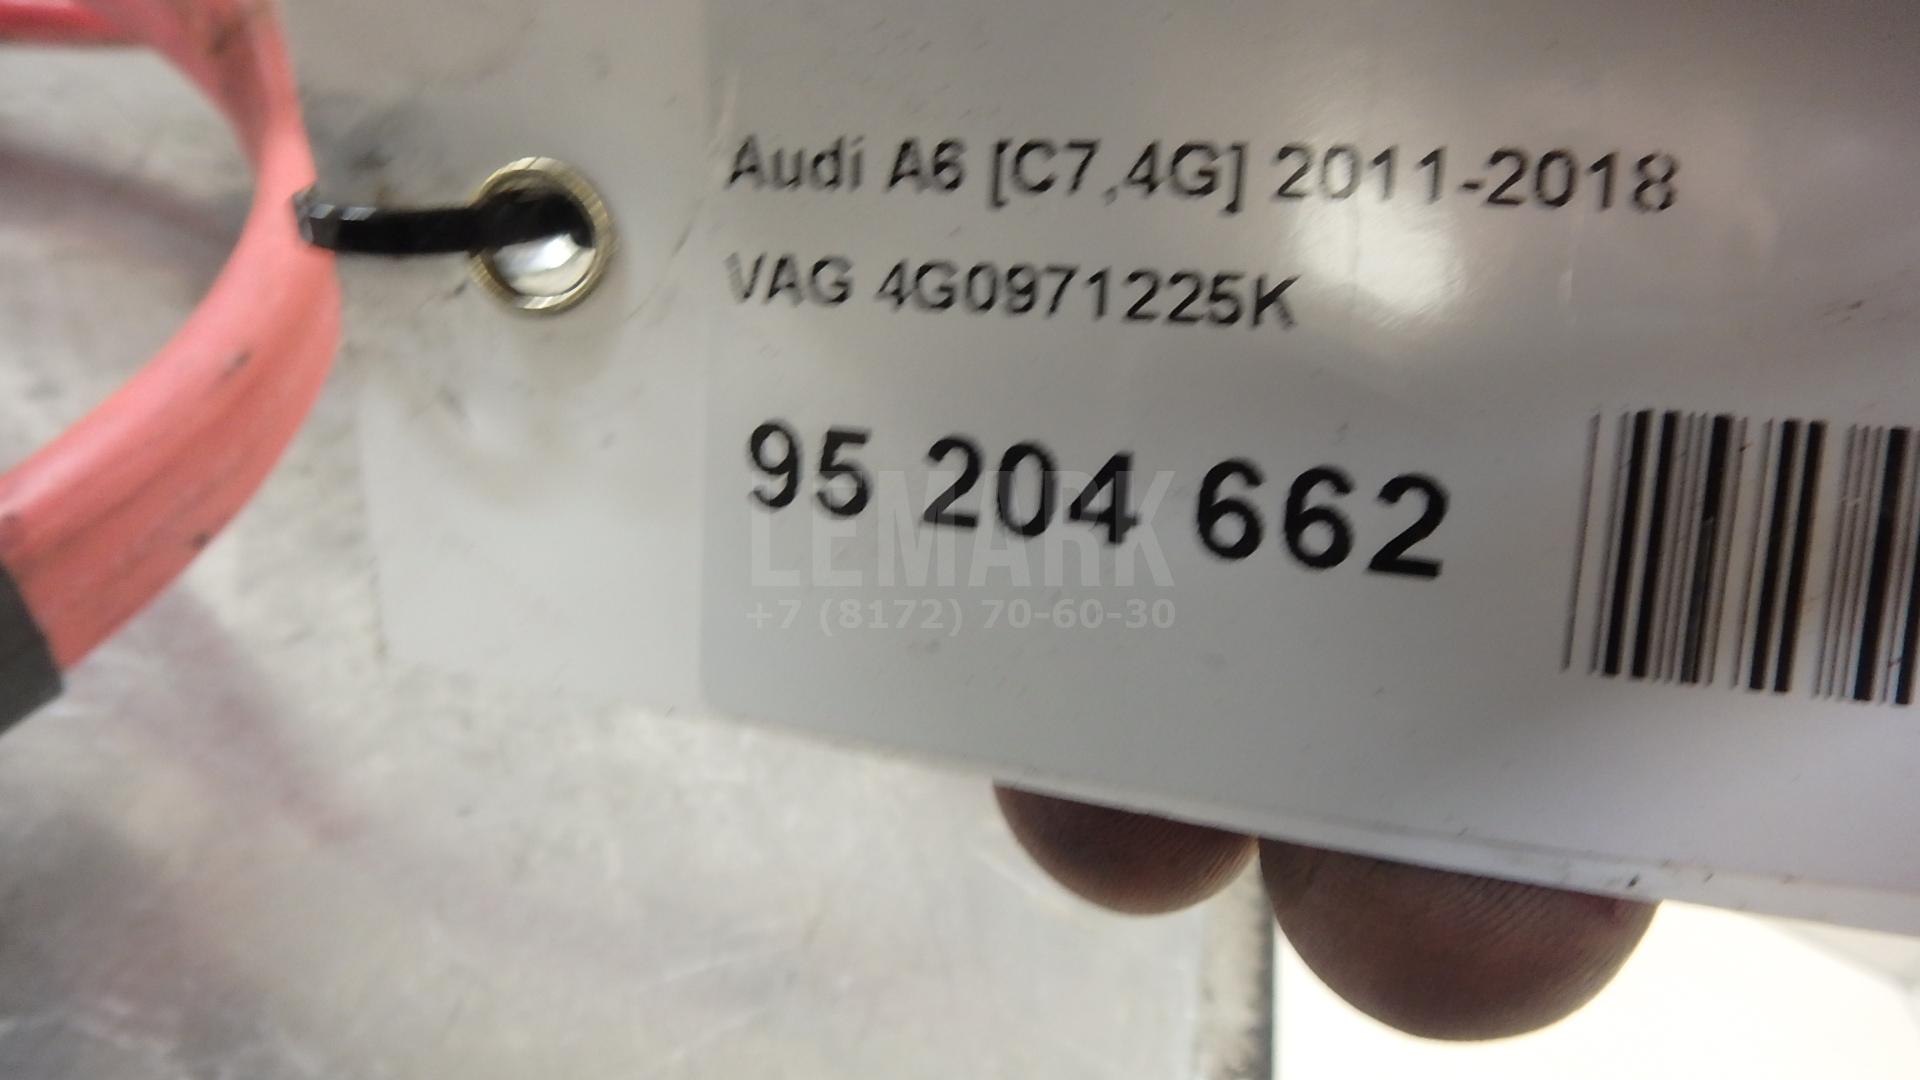 Audi A6 [C7,4G] 2011-2018
VAG 4G0971225K
95 204 662
LEMARK
+7 (8172) 70-60-30